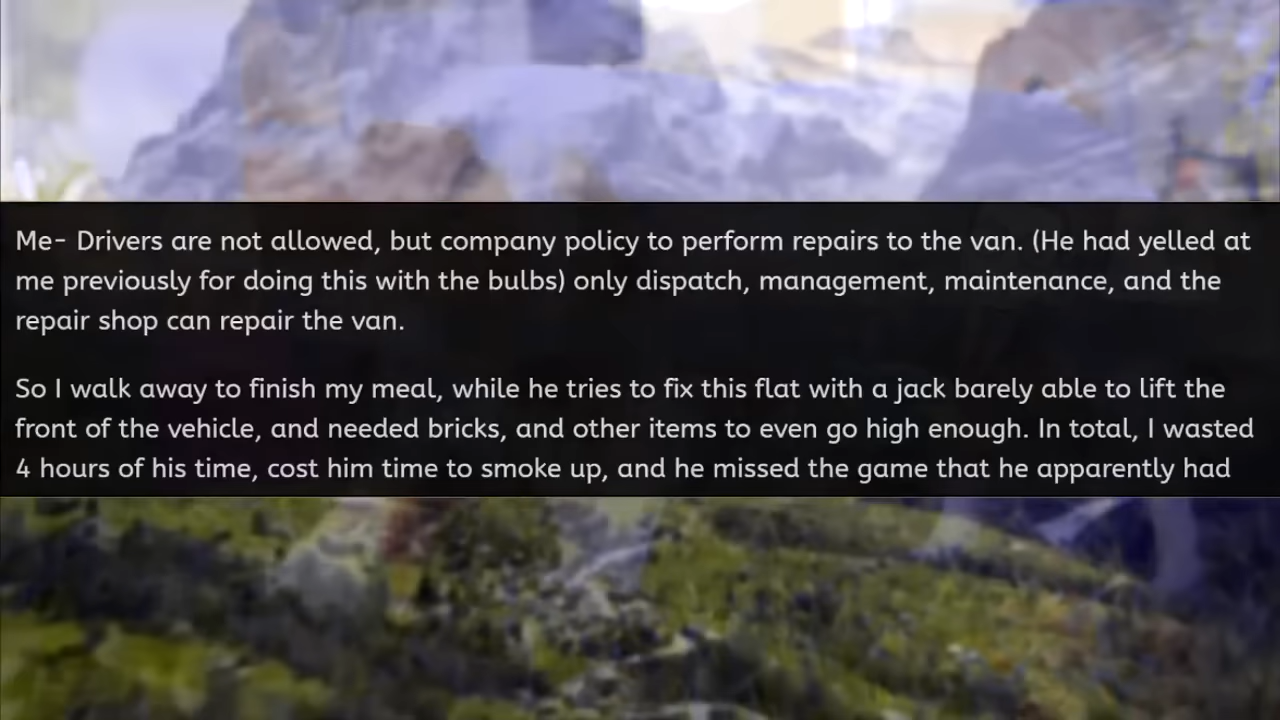 Me- Drivers are not allowed, but company policy to perform repairs to the van. (He had yelled at
me previously for doing this with the bulbs) only dispatch, management, maintenance, and the
repair shop can repair the van.
So I walk away to finish my meal, while he tries to fix this flat with a jack barely able to lift the
front of the vehicle, and needed bricks, and other items to even go high enough. In total, I wasted
4 hours of his time, cost him time to smoke up, and he missed the game that he apparently had